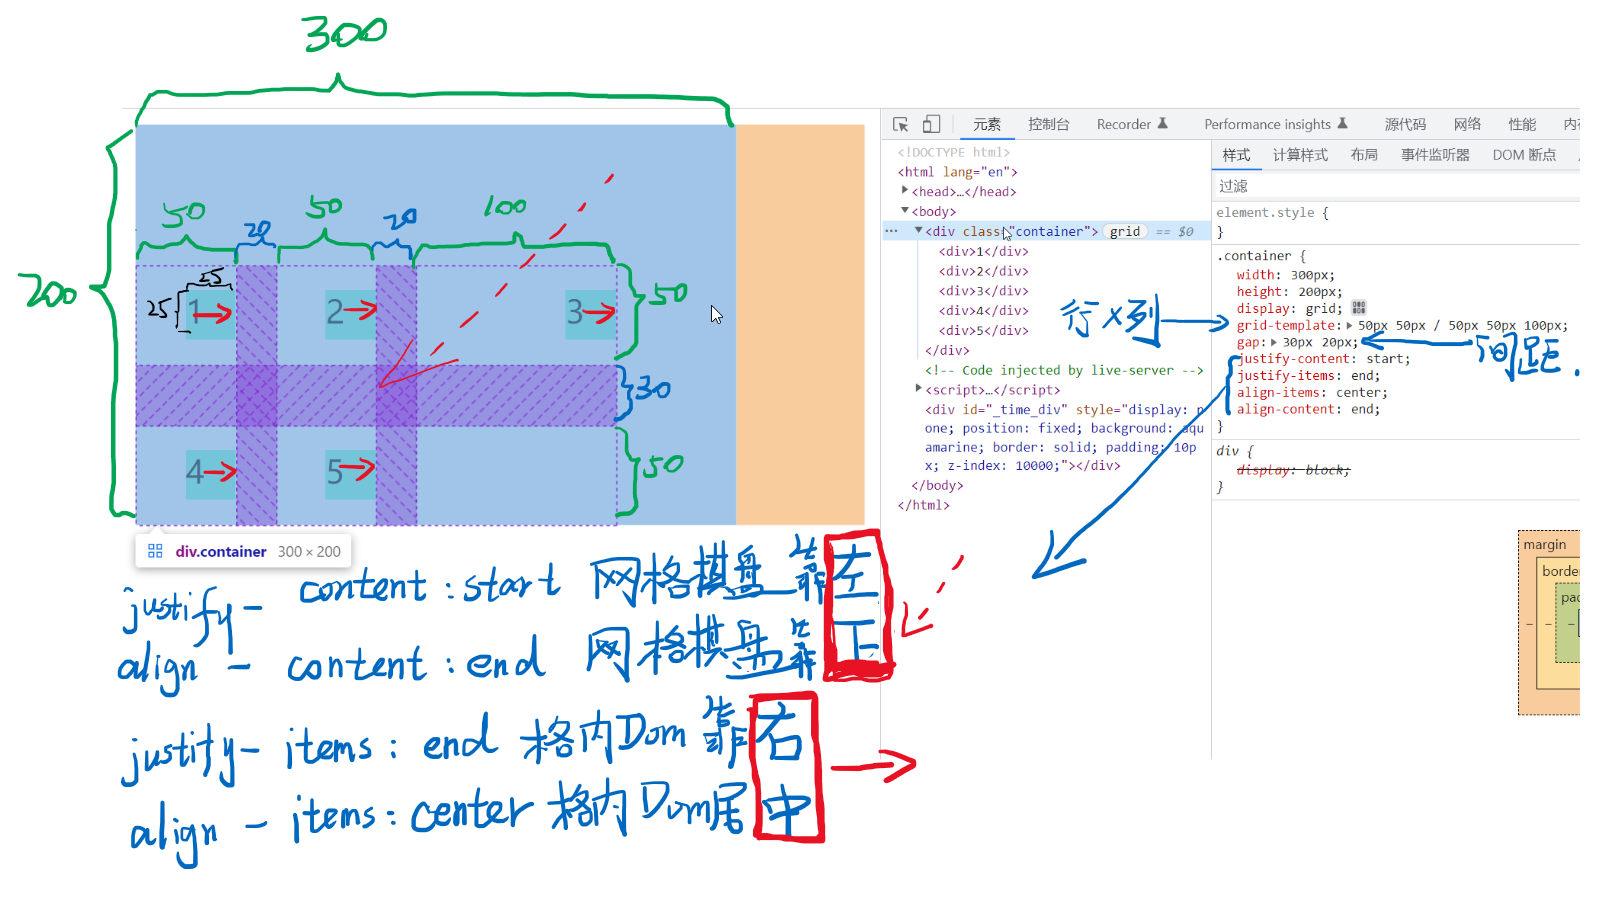 300
200
50
20
50
20
100
25
25
1
2
3
50
30
4
5
50
div.container 300 × 200
元素 控制台 Recorder Performance insights 源代码 网络 性能
<!DOCTYPE html>
<html lang="en">
<head>…</head>
<body>
<div class="container"> grid == $0
<div>1</div>
<div>2</div>
<div>3</div>
<div>4</div>
<div>5</div>
</div>
<!-- Code injected by live-server -->
<script>…</script>
<div id="_time_div" style="display: n
one; position: fixed; background: aqu
amarine; border: solid; padding: 10p
x; z-index: 10000;"></div>
</body>
</html>
样式 计算样式 布局 事件监听器 DOM 断点
过滤
element.style {
}
.container {
width: 300px;
height: 200px;
display: grid;
grid-template: 50px 50px / 50px 50px 100px;
gap: 30px 20px;
justify-content: start;
justify-items: end;
align-items: center;
align-content: end;
}
div {
display: block;
}
行×列
间距.
margin
border
pad
justify- content : start 网格棋盘靠左
align - content : end 网格棋盘靠下
justify- items : end 格内Dom 靠右
align - items : center 格内Dom居中